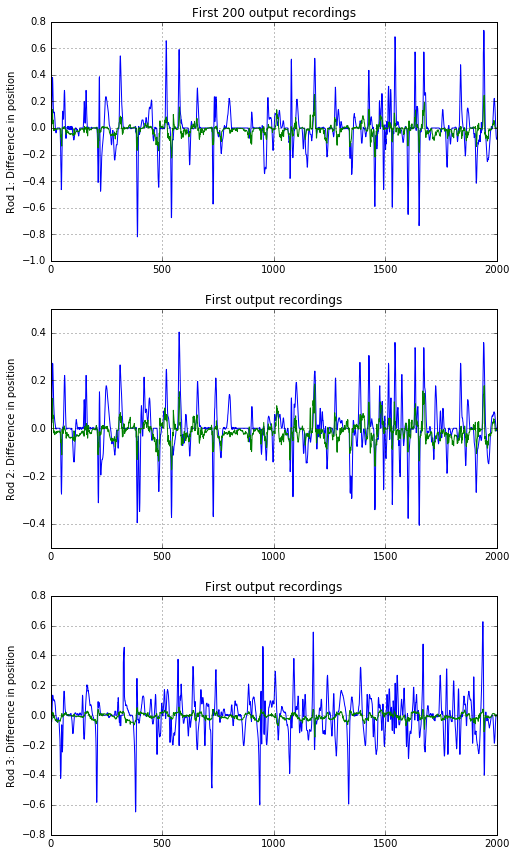 First 200 output recordings
Rod 1: Difference in position
0.8
0.6
0.4
0.2
0.0
−0.2
−0.4
−0.6
−0.8
−1.0
0 500 1000 1500 2000
First output recordings
Rod 2: Difference in position
0.4
0.2
0.0
−0.2
−0.4
0 500 1000 1500 2000
First output recordings
Rod 3: Difference in position
0.8
0.6
0.4
0.2
0.0
−0.2
−0.4
−0.6
−0.8
0 500 1000 1500 2000